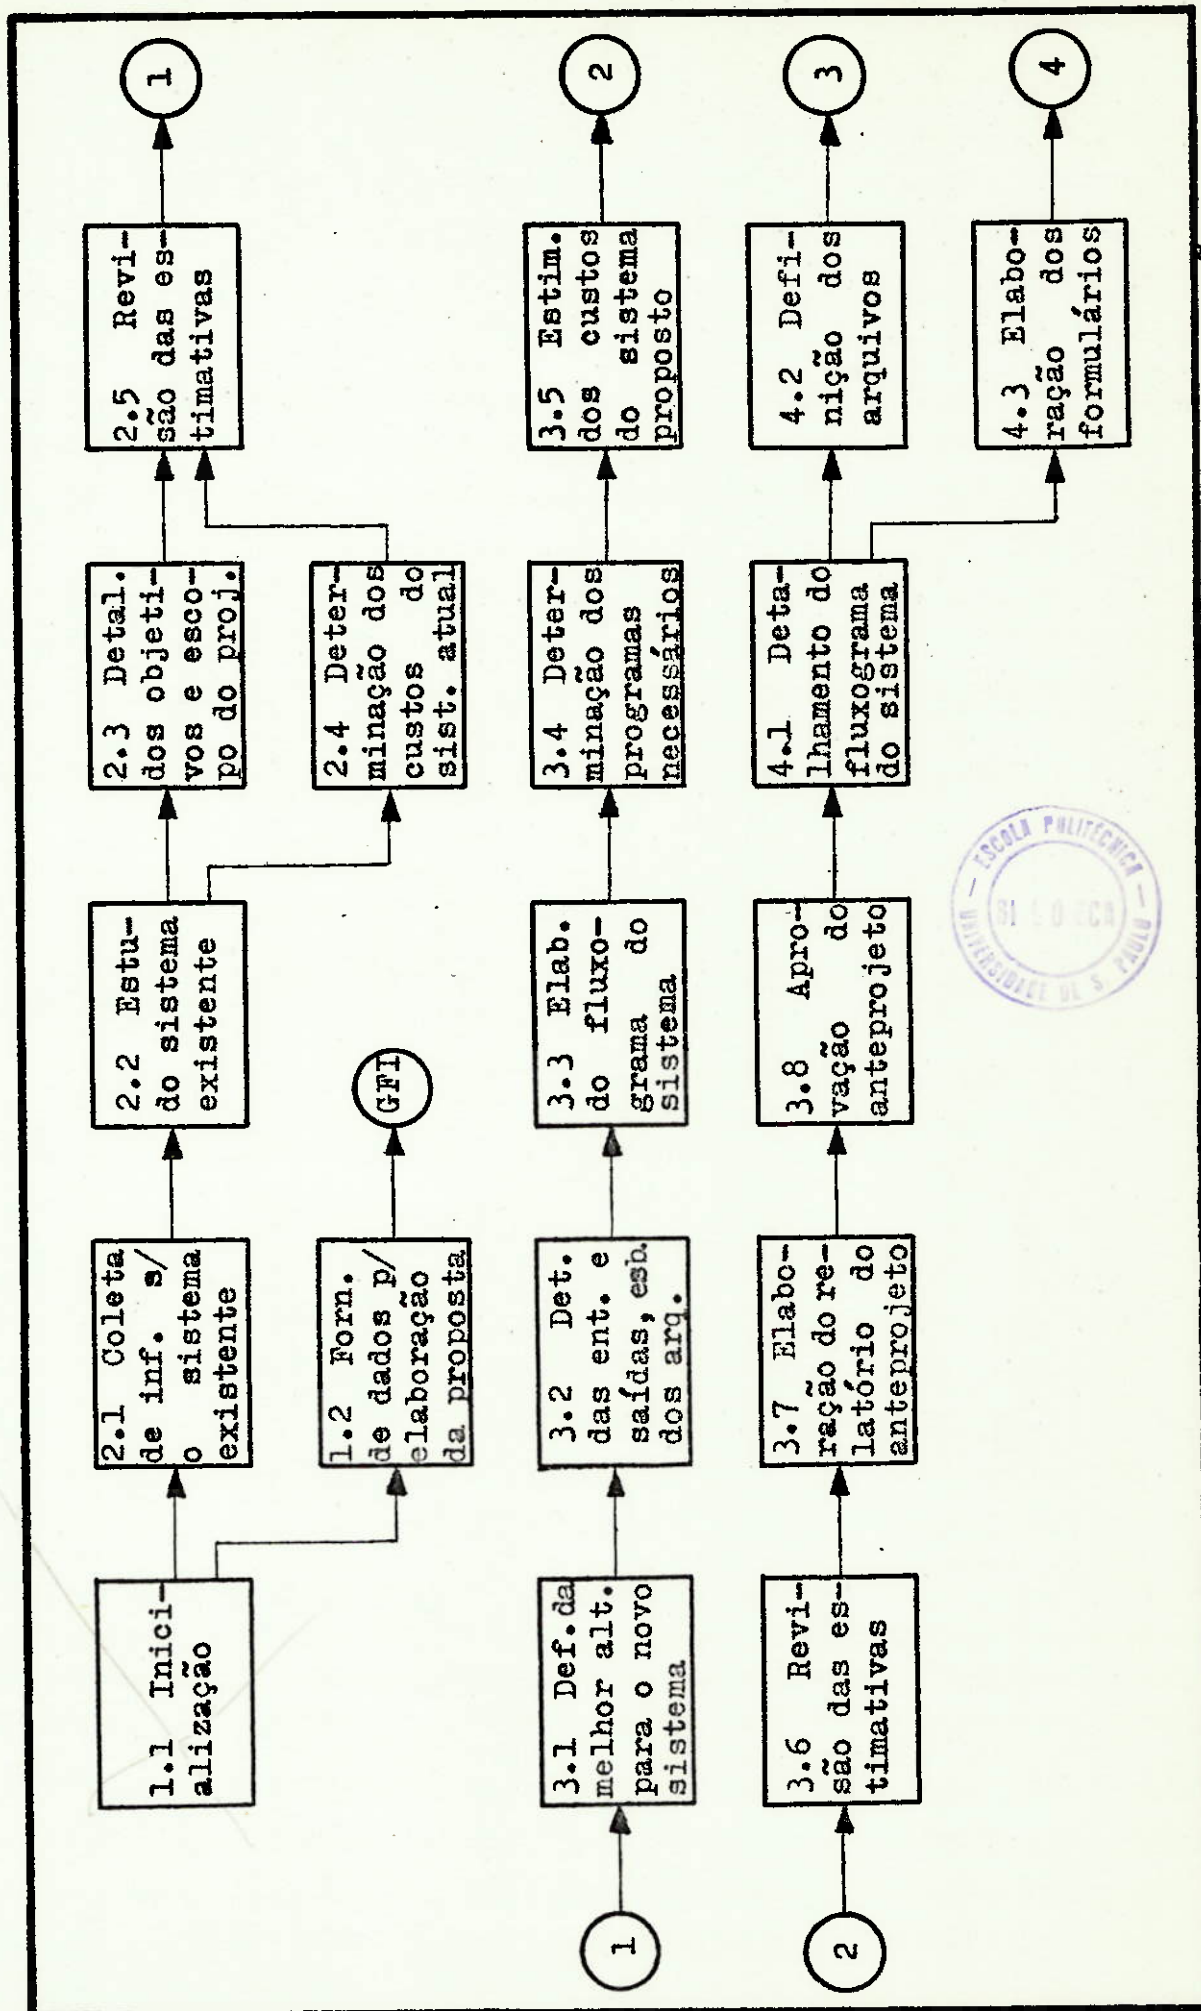 1.1 Inici-
alização
2.1 Coleta
de inf. s/
o sistema
existente
2.2 Estu-
do sistema
existente
2.3 Detal.
dos objeti-
vos e esco-
po do proj.
2.5 Revi-
são das es-
timativas
1
1.2 Forn.
de dados p/
elaboração
da proposta
GFI
2.4 Deter-
minação dos
custos do
sist. atual
1
3.1 Def.da
melhor alt.
para o novo
sistema
3.2 Det.
das ent. e
saídas, esb.
dos arq.
3.3 Elab.
do fluxo-
grama do
sistema
3.4 Deter-
minação dos
programas
necessários
3.5 Estim.
dos custos
do sistema
proposto
2
2
3.6 Revi-
são das es-
timativas
3.7 Elabo-
ração do re-
latório do
anteprojeto
3.8 Apro-
vação do
anteprojeto
4.1 Deta-
lhamento do
fluxograma
do sistema
4.2 Defi-
nição dos
arquivos
3
4.3 Elabo-
ração dos
formulários
4
ESCOLA POLITÉCNICA
UNIVERSIDADE DE S. PAULO